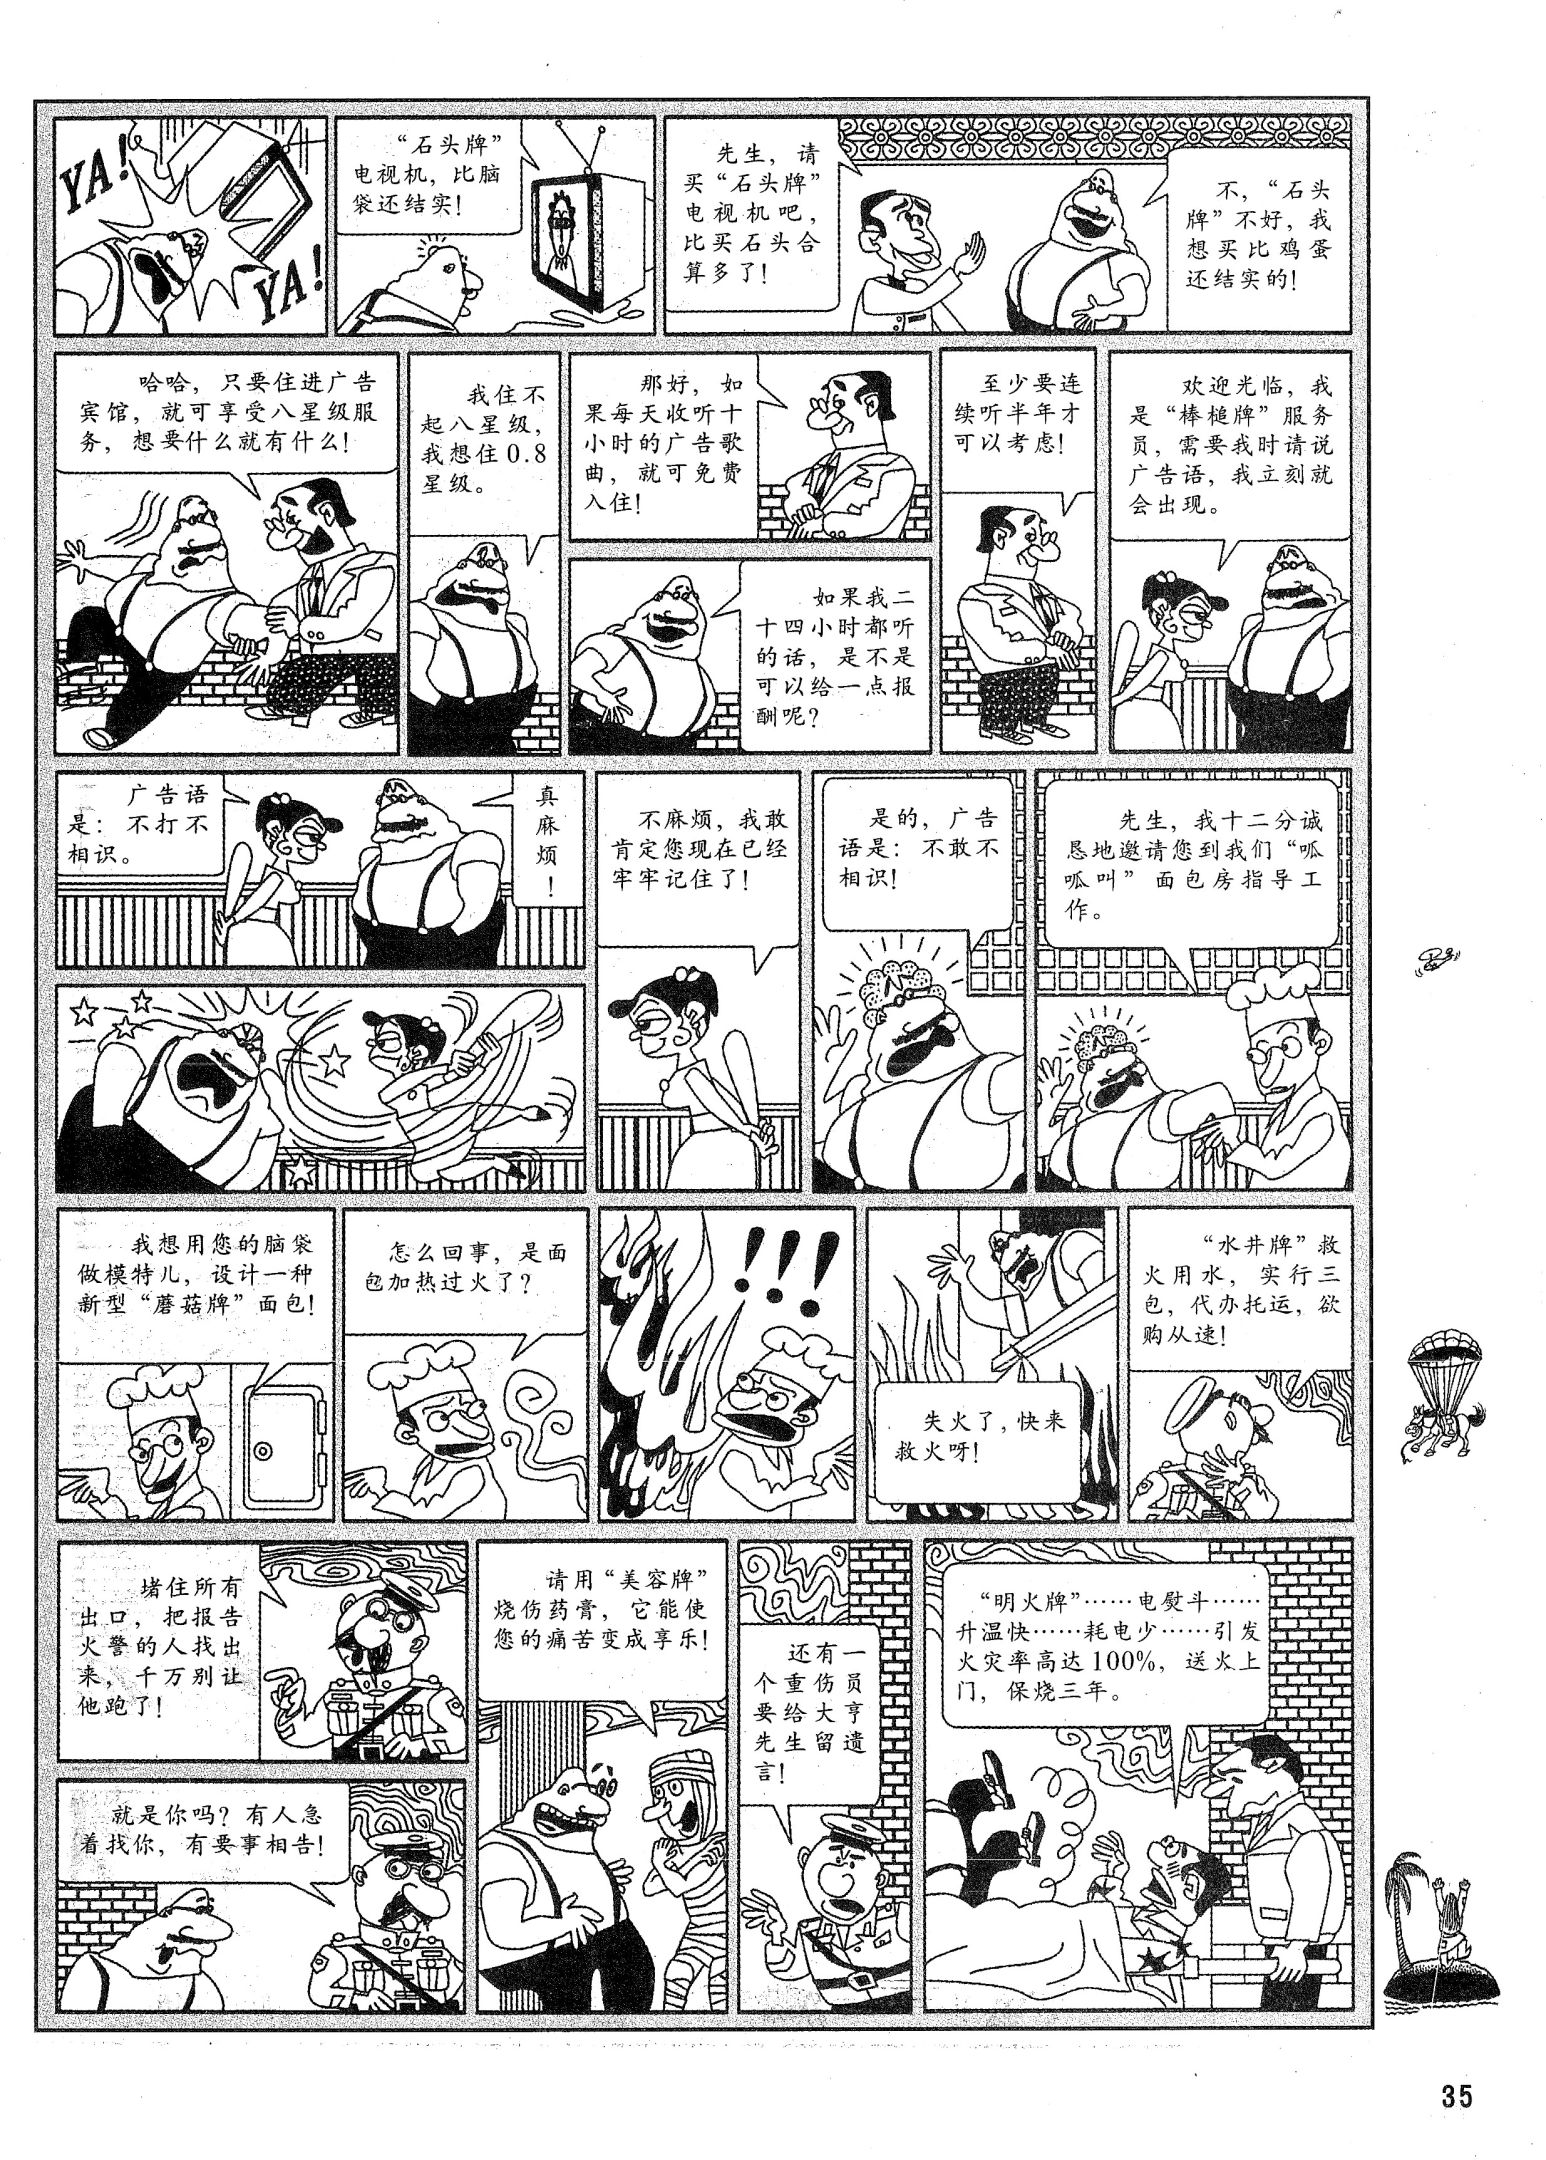 YA!
YA!
“石头牌”
电视机，比脑
袋还结实！
先生，请
买“石头牌”
电视机吧，
比买石头合
算多了！
不，“石头
牌”不好，我
想买比鸡蛋
还结实的！
哈哈，只要住进广告
宾馆，就可享受八星级服
务，想要什么就有什么！
我住不
起八星级，
我想住0.8
星级。
那好，如
果每天收听十
小时的广告歌
曲，就可免费
入住！
如果我二
十四小时都听
的话，是不是
可以给一点报
酬呢？
至少要连
续听半年才
可以考虑！
欢迎光临，我
是“棒槌牌”服务
员，需要我时请说
广告语，我立刻就
会出现。
广告语
是：不打不
相识。
真
麻
烦
！
不麻烦，我敢
肯定您现在已经
牢牢记住了！
是的，广告
语是：不敢不
相识！
先生，我十二分诚
恳地邀请您到我们“呱
呱叫”面包房指导工
作。
我想用您的脑袋
做模特儿，设计一种
新型“蘑菇牌”面包！
怎么回事，是面
包加热过火了？
!!!
失火了，快来
救火呀！
“水井牌”救
火用水，实行三
包，代办托运，欲
购从速！
堵住所有
出口，把报告
火警的人找出
来，千万别让
他跑了！
就是你吗？有人急
着找你，有要事相告！
请用“美容牌”
烧伤药膏，它能使
您的痛苦变成享乐！
还有一
个重伤员
要给大亨
先生留遗
言！
“明火牌”……电熨斗……
升温快……耗电少……引发
火灾率高达100%，送火上
门，保烧三年。
35